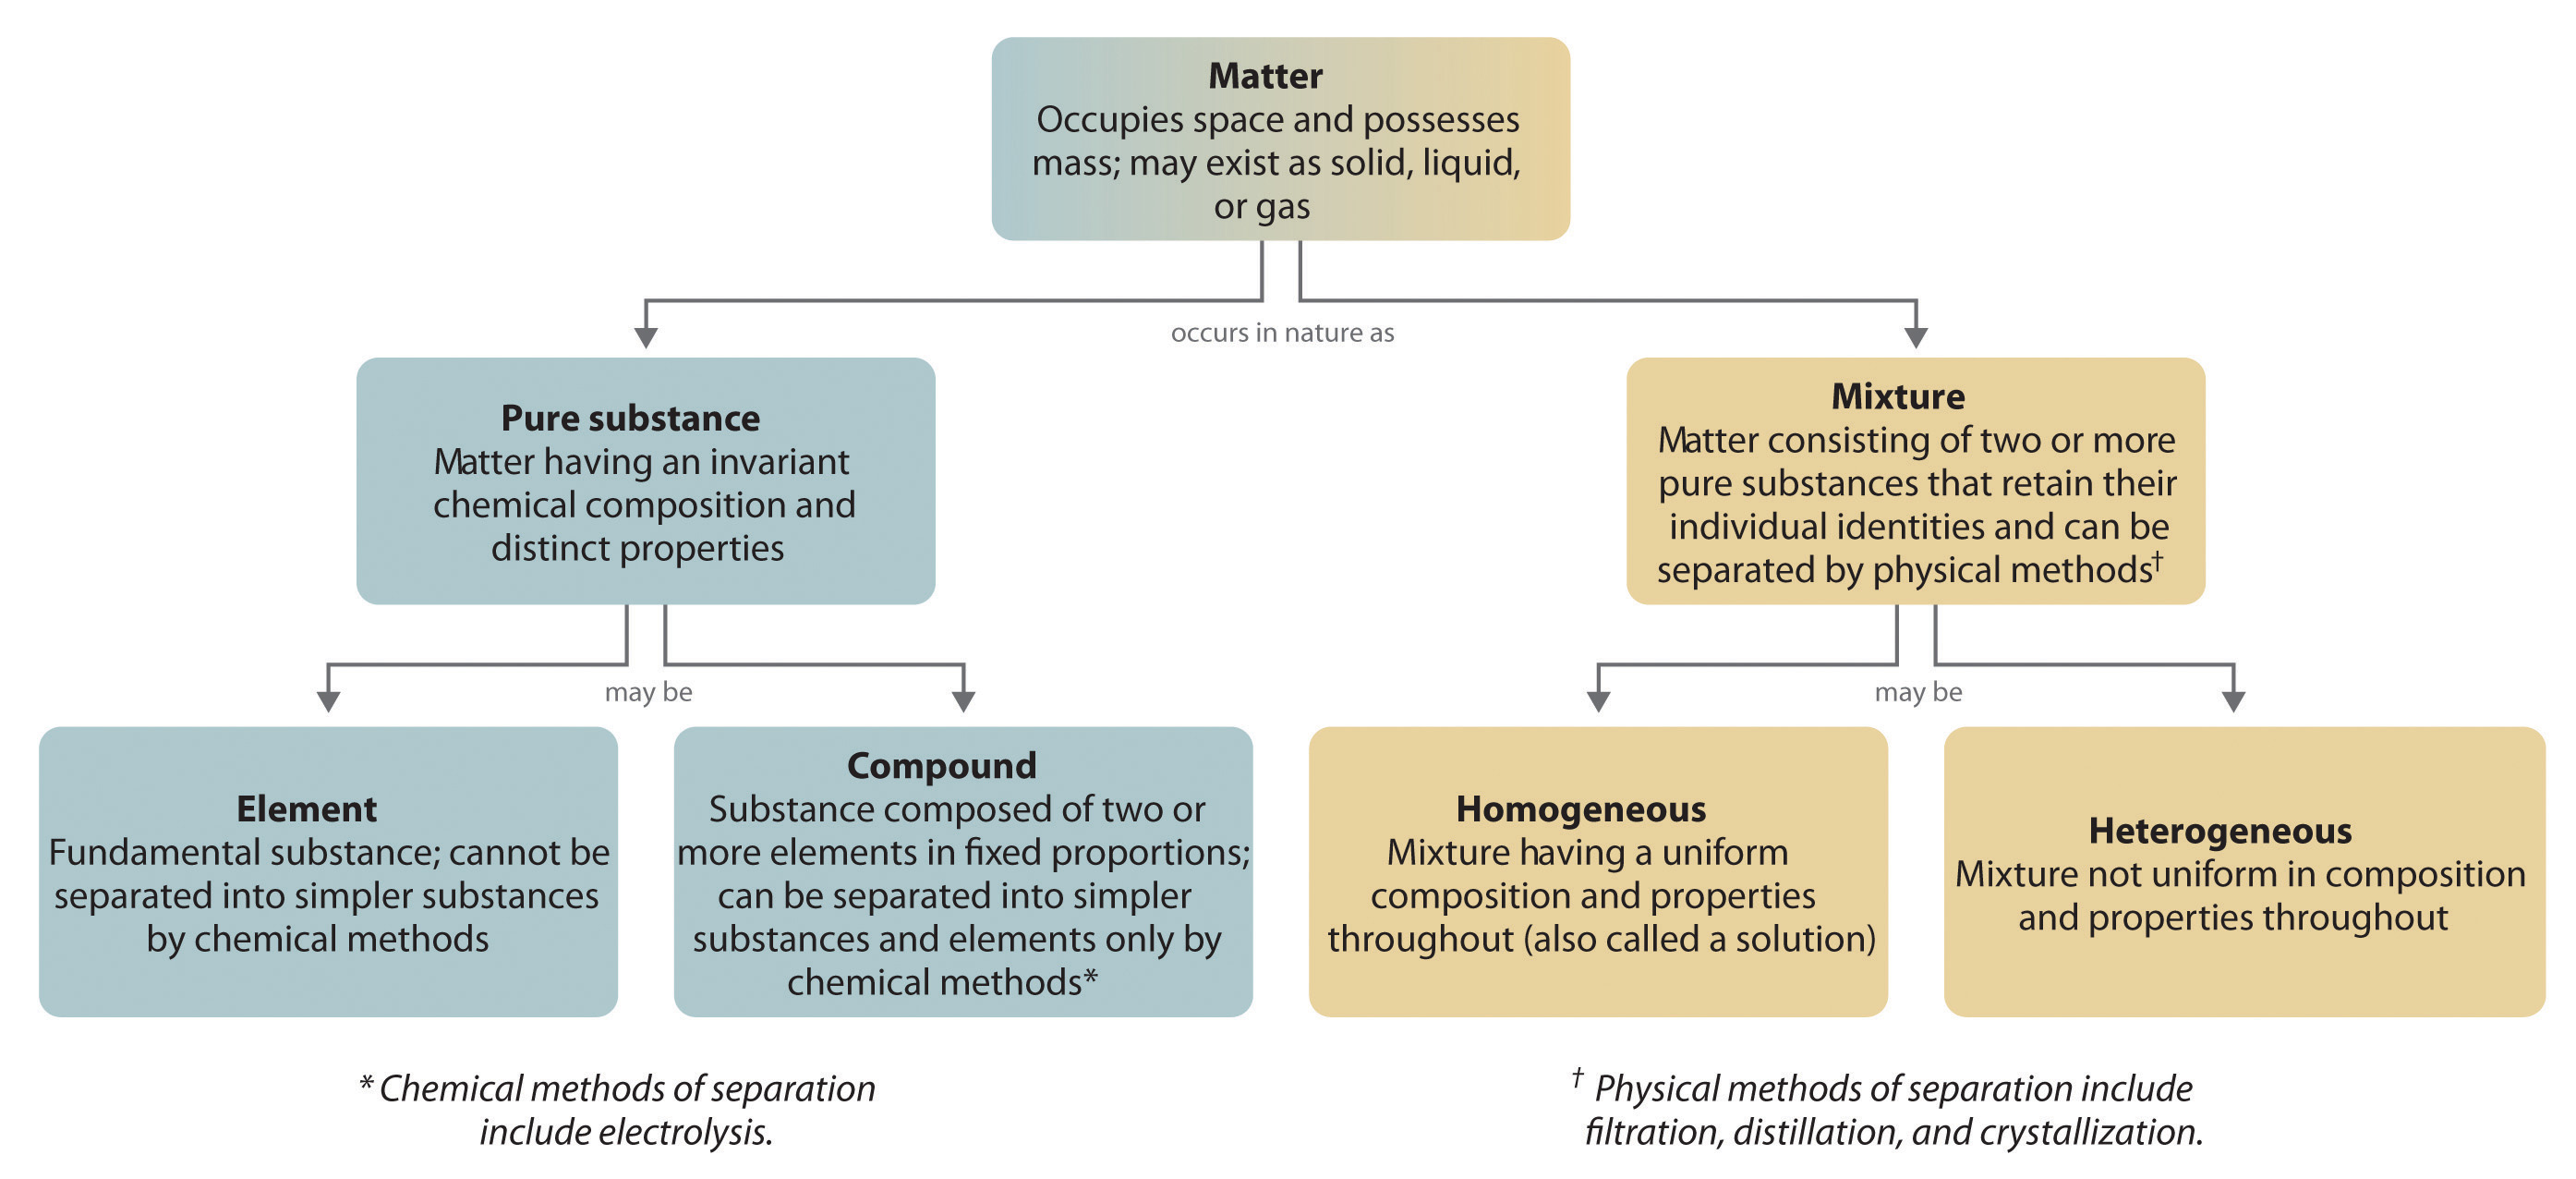 Matter
Occupies space and possesses
mass; may exist as solid, liquid,
or gas
occurs in nature as
Pure substance
Matter having an invariant
chemical composition and
distinct properties
Mixture
Matter consisting of two or more
pure substances that retain their
individual identities and can be
separated by physical methods†
may be
may be
Element
Fundamental substance; cannot be
separated into simpler substances
by chemical methods
Compound
Substance composed of two or
more elements in fixed proportions;
can be separated into simpler
substances and elements only by
chemical methods*
Homogeneous
Mixture having a uniform
composition and properties
throughout (also called a solution)
Heterogeneous
Mixture not uniform in composition
and properties throughout
* Chemical methods of separation
include electrolysis.
† Physical methods of separation include
filtration, distillation, and crystallization.